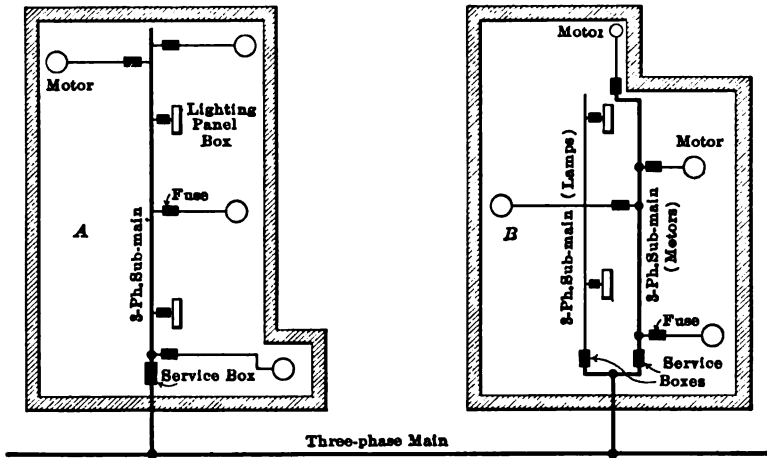 Motor
Lighting
Panel
Box
Fuse
A
3-Ph.Sub-main
Service Box
Motor
Motor
3-Ph.Sub-main (Lamps)
B
3-Ph.Sub-main
(Motors)
Fuse
Service
Boxes
Three-phase Main